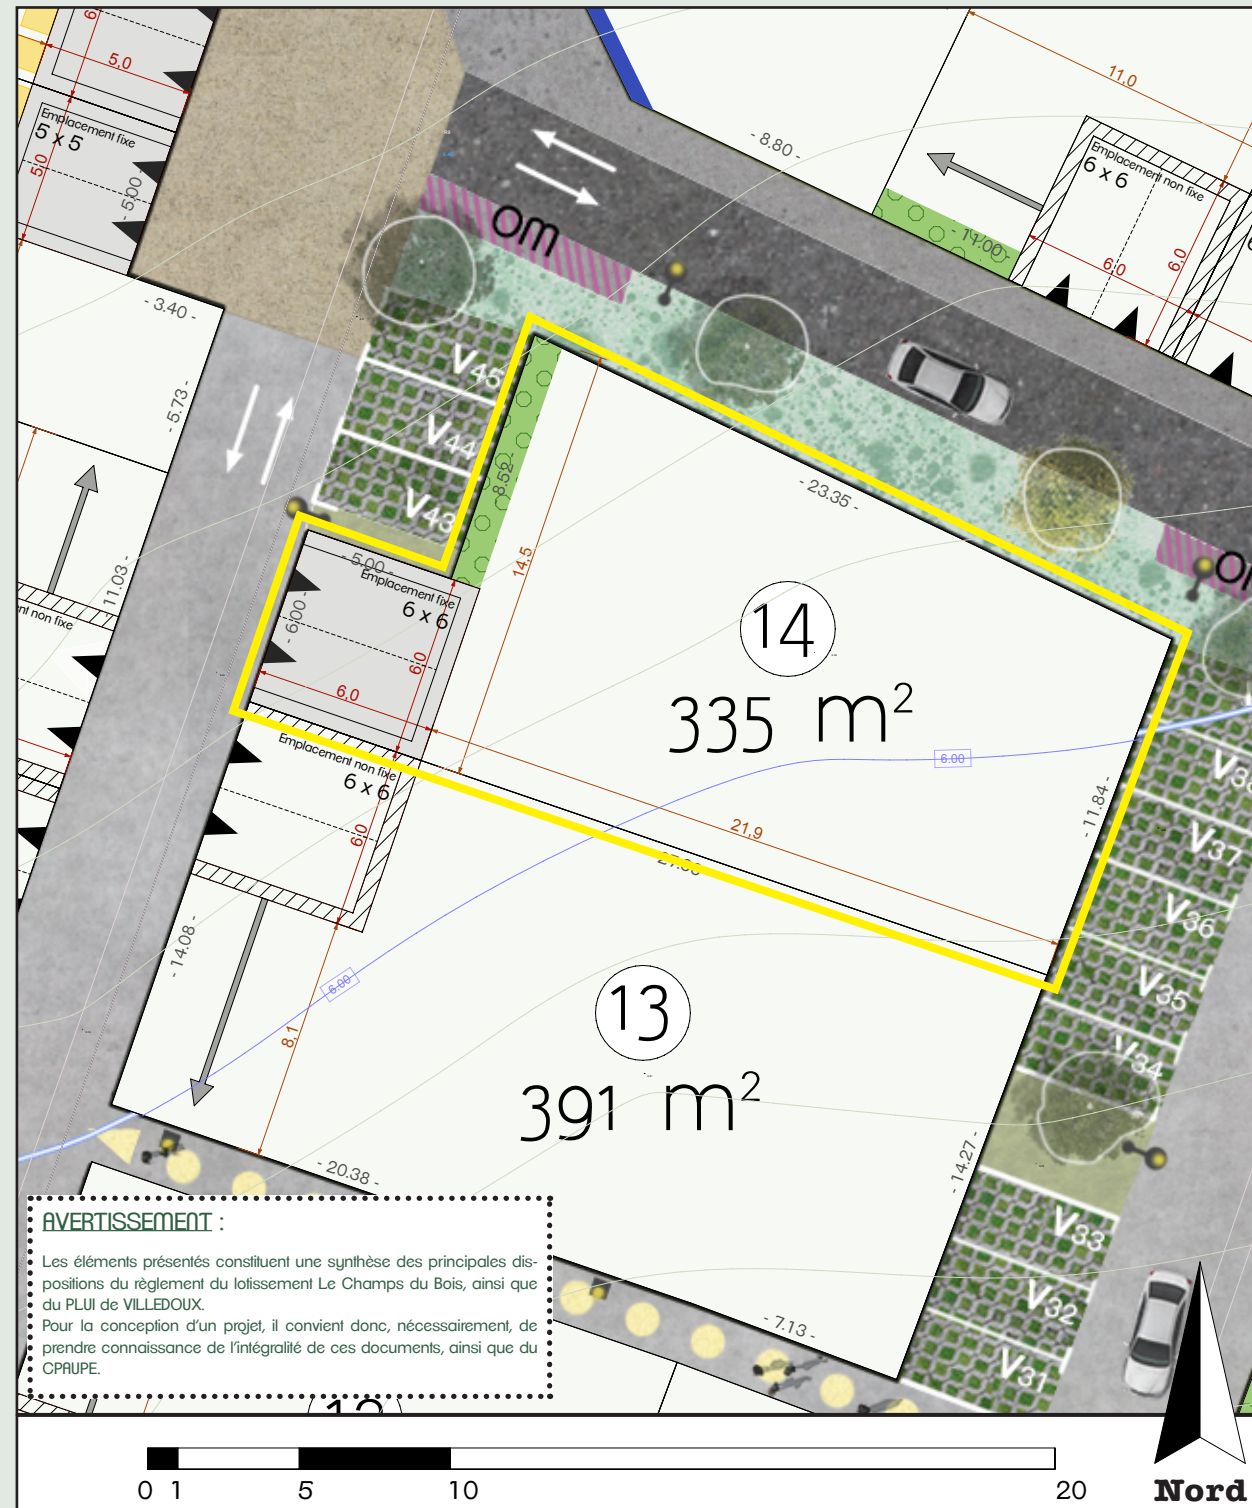 6
5,0
Emplacement fixe
5 x 5
5,0
- 5.00 -
- 3.40 -
- 5.73 -
- 11.03 -
nt non fixe
OM
- 8.80 -
11,0
Emplacement non fixe
6 x 6
- 11.00 -
6,0
6,0
V45
V44
V43
8.52 -
14,5
- 23.35 -
- 5.00 -
Emplacement fixe
6 x 6
- 6.00 -
6,0
6,0
14
335 m²
6.00
21,9
- 11.84 -
Emplacement non fixe
6 x 6
6,0
- 14.08 -
6.00
8,1
13
391 m²
V37
V36
V35
V34
- 14.27 -
V33
V32
V31
- 20.38 -
- 7.13 -
AVERTISSEMENT :
Les éléments présentés constituent une synthèse des principales dis-
positions du règlement du lotissement Le Champs du Bois, ainsi que
du PLUI de VILLEDOUX.
Pour la conception d'un projet, il convient donc, nécessairement, de
prendre connaissance de l'intégralité de ces documents, ainsi que du
CPAUPE.
0 1 5 10 20
Nord